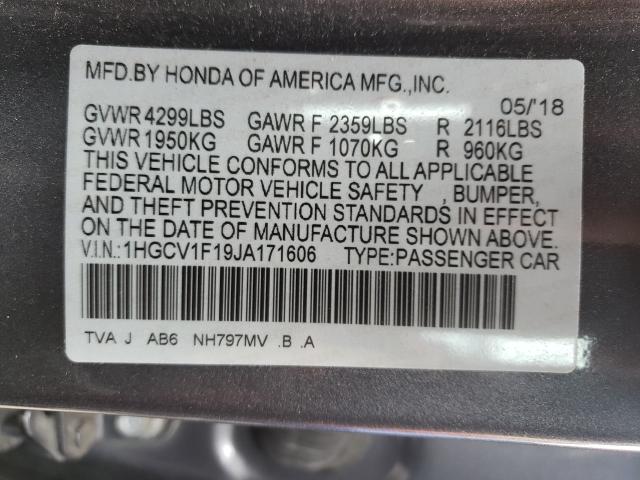 MFD.BY HONDA OF AMERICA MFG.,INC.
05/'18
GVWR 4299LBS GAWR F 2359LBS R 2116LBS
GVWR 1950KG GAWR F 1070KG R 960KG
THIS VEHICLE CONFORMS TO ALL APPLICABLE
FEDERAL MOTOR VEHICLE SAFETY , BUMPER,
AND THEFT PREVENTION STANDARDS IN EFFECT
ON THE DATE OF MANUFACTURE SHOWN ABOVE.
V.I.N.:1HGCV1F19JA171606 TYPE:PASSENGER CAR
TVA J AB6 NH797MV .B .A